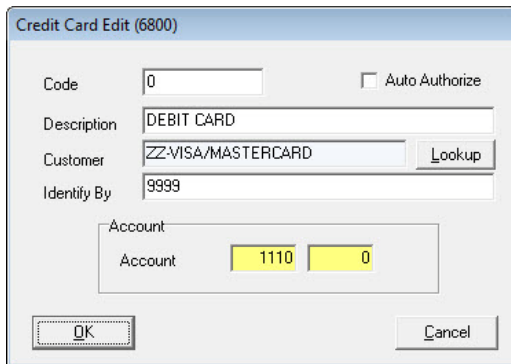 Credit Card Edit (6800)
Code 0 Auto Authorize
Description DEBIT CARD
Customer ZZ-VISA/MASTERCARD Lookup
Identify By 9999
Account
Account 1110 0
OK Cancel